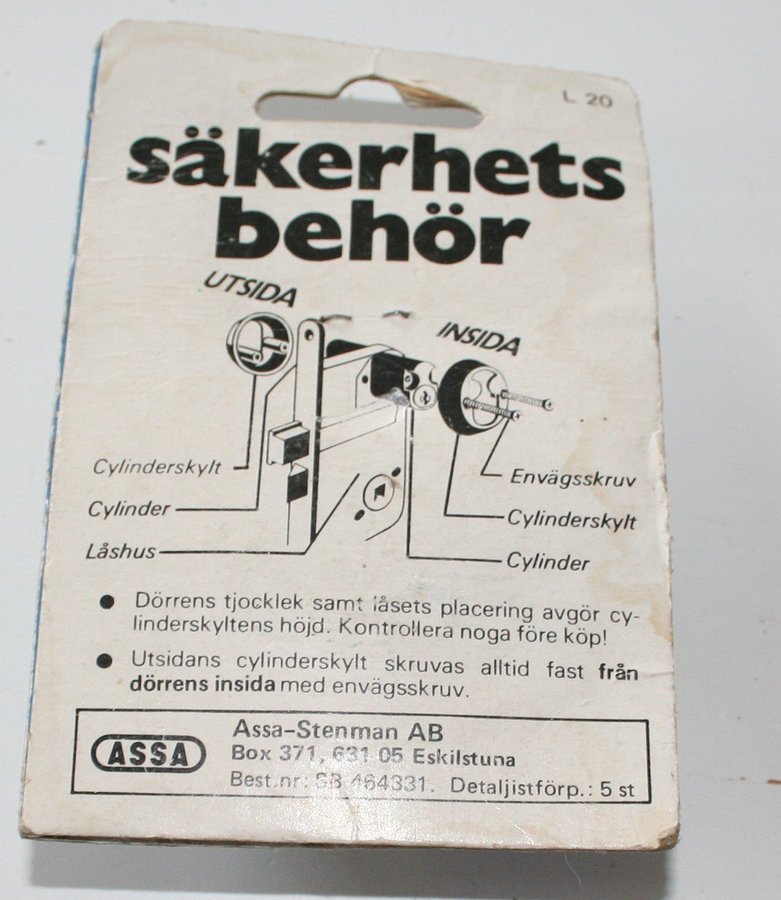 L 20
säkerhets
behör
UTSIDA
INSIDA
Cylinderskylt
Envägsskruv
Cylinder
Cylinderskylt
Låshus
Cylinder
● Dörrens tjocklek samt låsets placering avgör cy-
linderskyltens höjd. Kontrollera noga före köp!
● Utsidans cylinderskylt skruvas alltid fast från
dörrens insida med envägsskruv.
ASSA
Assa-Stenman AB
Box 371, 631 05 Eskilstuna
Best.nr: 464331. Detaljistförp.: 5 st